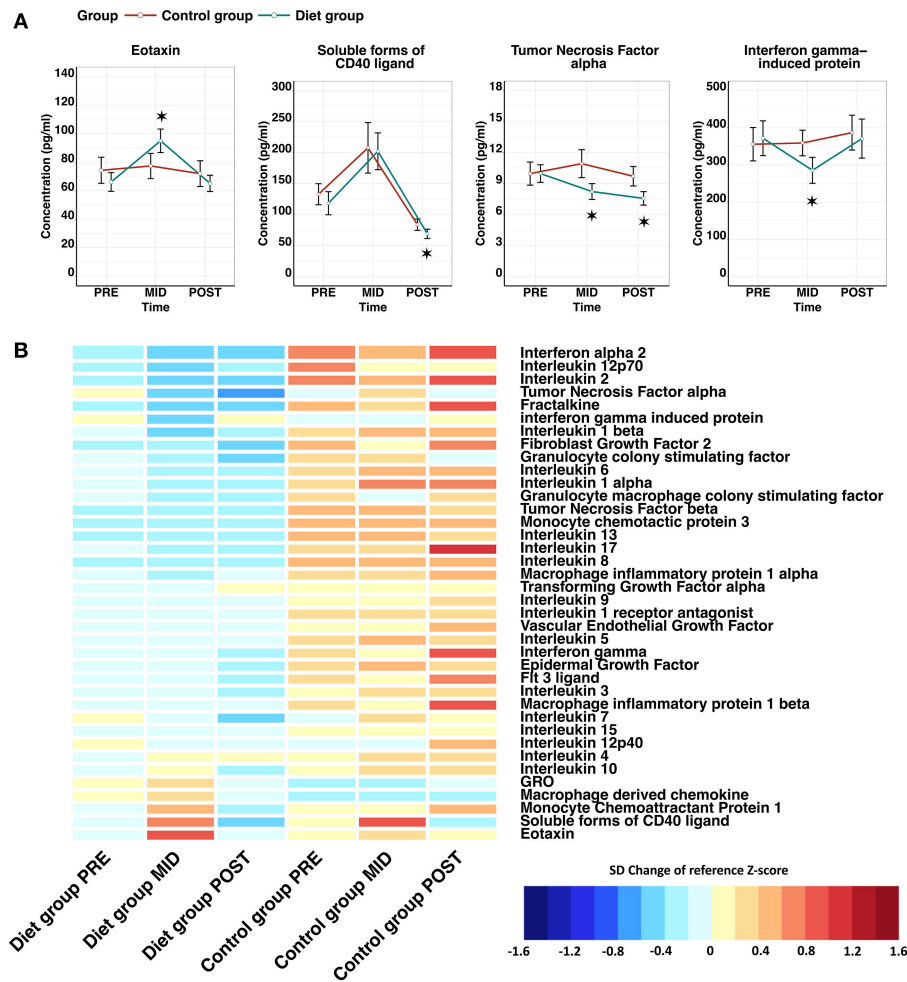 A
Group Control group Diet group
Eotaxin
Concentration (pg/ml)
140
120
100
80
60
40
20
0
PRE MID POST
Time
Soluble forms of
CD40 ligand
Concentration (pg/ml)
300
250
200
150
100
50
0
PRE MID POST
Time
Tumor Necrosis Factor
alpha
Concentration (pg/ml)
18
15
12
9
6
3
0
PRE MID POST
Time
Interferon gamma–
induced protein
Concentration (pg/ml)
400
300
200
100
0
PRE MID POST
Time
B
Interferon alpha 2
Interleukin 12p70
Interleukin 2
Tumor Necrosis Factor alpha
Fractalkine
interferon gamma induced protein
Interleukin 1 beta
Fibroblast Growth Factor 2
Granulocyte colony stimulating factor
Interleukin 6
Interleukin 1 alpha
Granulocyte macrophage colony stimulating factor
Tumor Necrosis Factor beta
Monocyte chemotactic protein 3
Interleukin 13
Interleukin 17
Interleukin 8
Macrophage inflammatory protein 1 alpha
Transforming Growth Factor alpha
Interleukin 9
Interleukin 1 receptor antagonist
Vascular Endothelial Growth Factor
Interleukin 5
Interferon gamma
Epidermal Growth Factor
Flt 3 ligand
Interleukin 3
Macrophage inflammatory protein 1 beta
Interleukin 7
Interleukin 15
Interleukin 12p40
Interleukin 4
Interleukin 10
GRO
Macrophage derived chemokine
Monocyte Chemoattractant Protein 1
Soluble forms of CD40 ligand
Eotaxin
Diet group PRE
Diet group MID
Diet group POST
Control group PRE
Control group MID
Control group POST
SD Change of reference Z-score
-1.6 -1.2 -0.8 -0.4 0 0.4 0.8 1.2 1.6